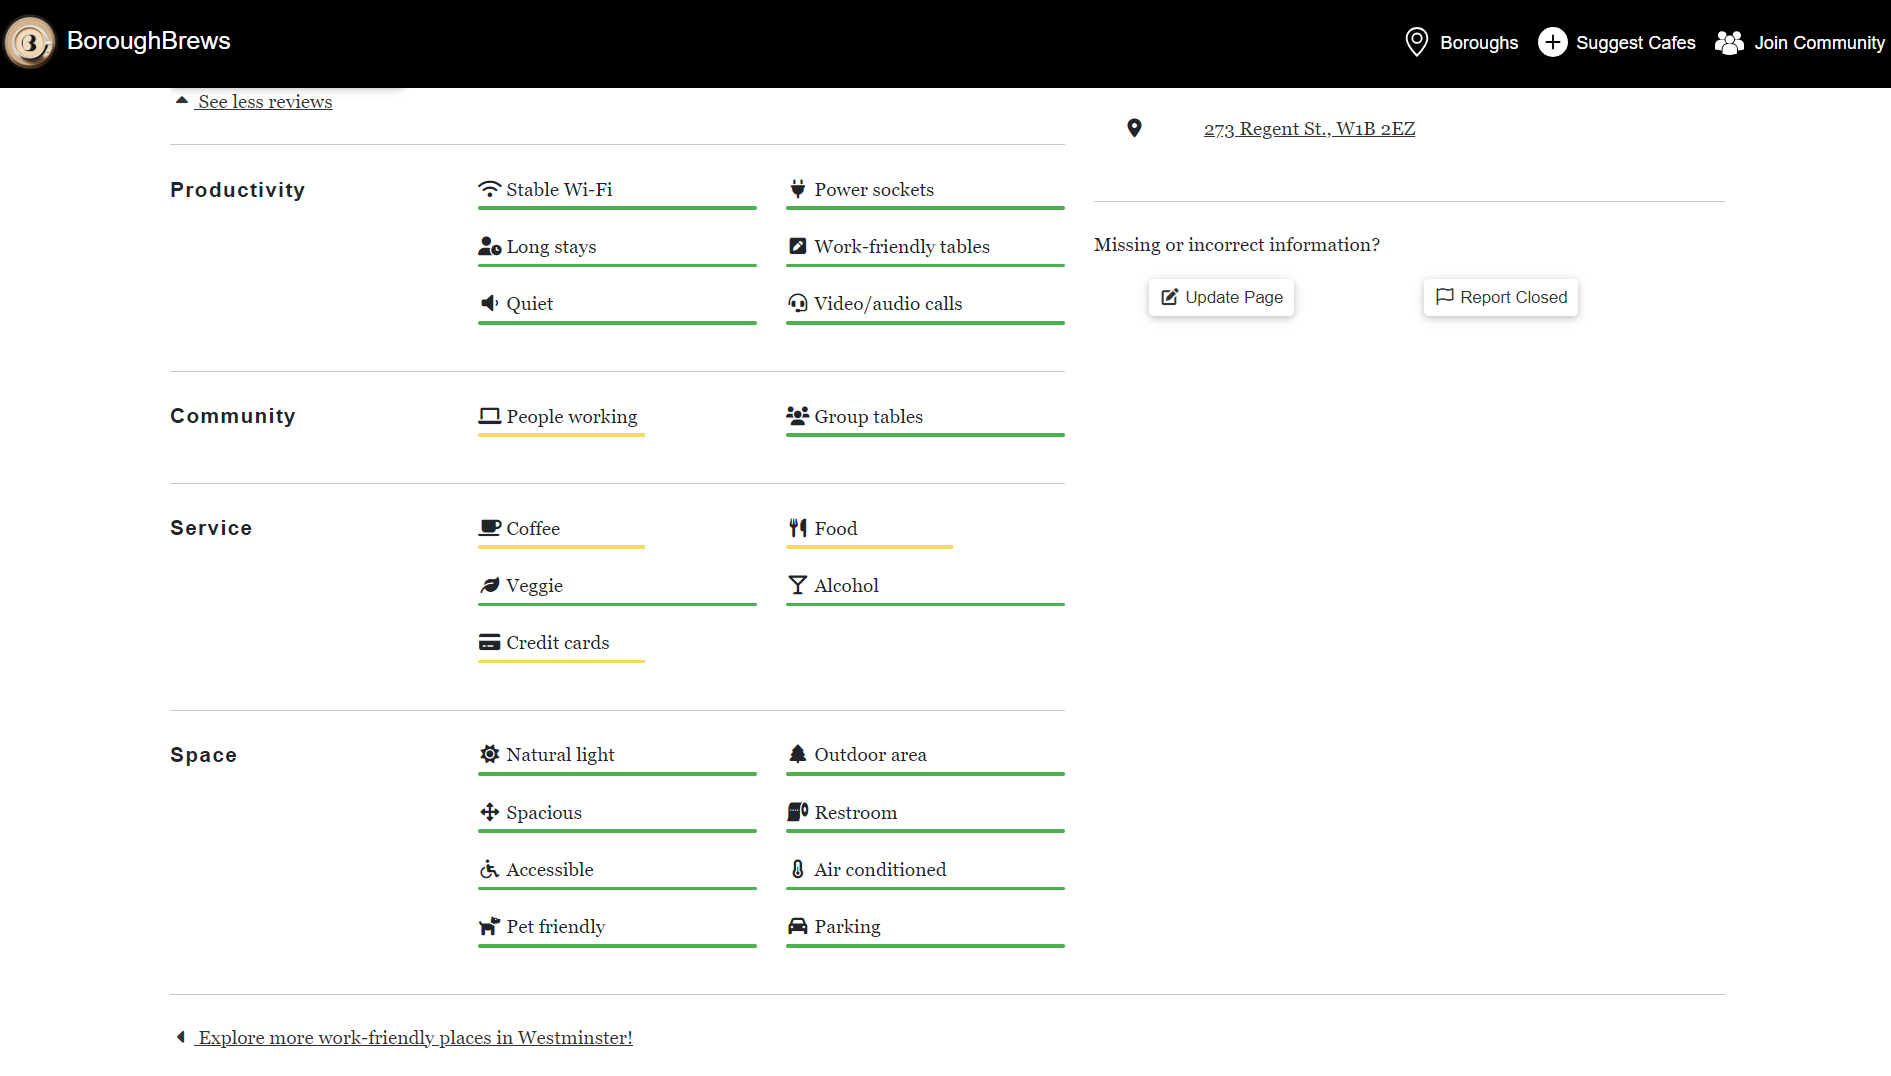 BoroughBrews
Boroughs
Suggest Cafes
Join Community
See less reviews
273 Regent St., W1B 2EZ
Productivity
Stable Wi-Fi
Power sockets
Long stays
Work-friendly tables
Quiet
Video/audio calls
Missing or incorrect information?
Update Page
Report Closed
Community
People working
Group tables
Service
Coffee
Food
Veggie
Alcohol
Credit cards
Space
Natural light
Outdoor area
Spacious
Restroom
Accessible
Air conditioned
Pet friendly
Parking
Explore more work-friendly places in Westminster!